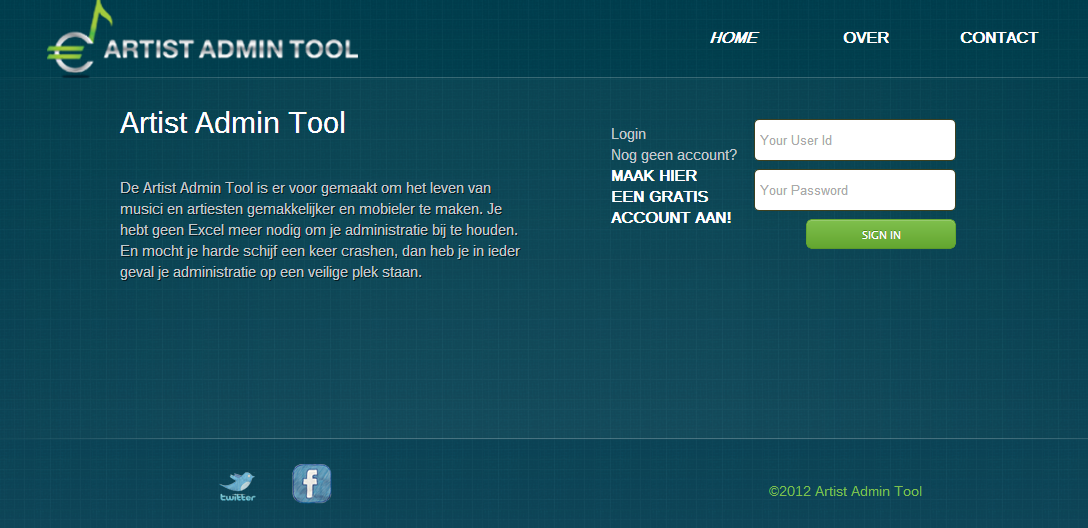 ARTIST ADMIN TOOL
HOME
OVER
CONTACT
Artist Admin Tool
De Artist Admin Tool is er voor gemaakt om het leven van
musici en artiesten gemakkelijker en mobieler te maken. Je
hebt geen Excel meer nodig om je administratie bij te houden.
En mocht je harde schijf een keer crashen, dan heb je in ieder
geval je administratie op een veilige plek staan.
Login
Nog geen account?
MAAK HIER
EEN GRATIS
ACCOUNT AAN!
Your User Id
Your Password
SIGN IN
twitter
f
©2012 Artist Admin Tool